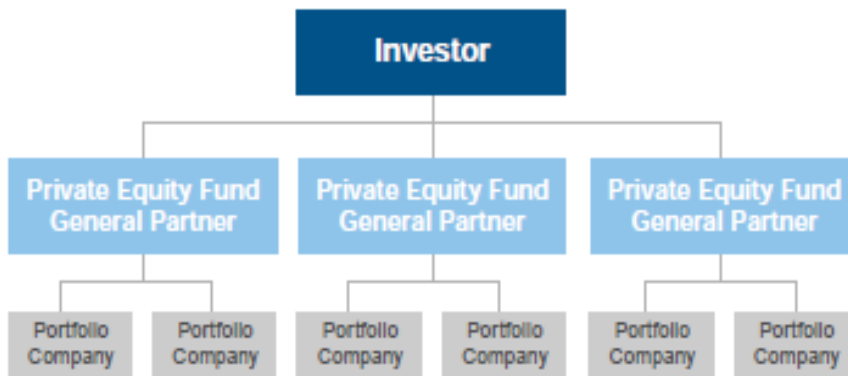 Investor
Private Equity Fund
General Partner
Private Equity Fund
General Partner
Private Equity Fund
General Partner
Portfolio
Company
Portfolio
Company
Portfolio
Company
Portfolio
Company
Portfolio
Company
Portfolio
Company